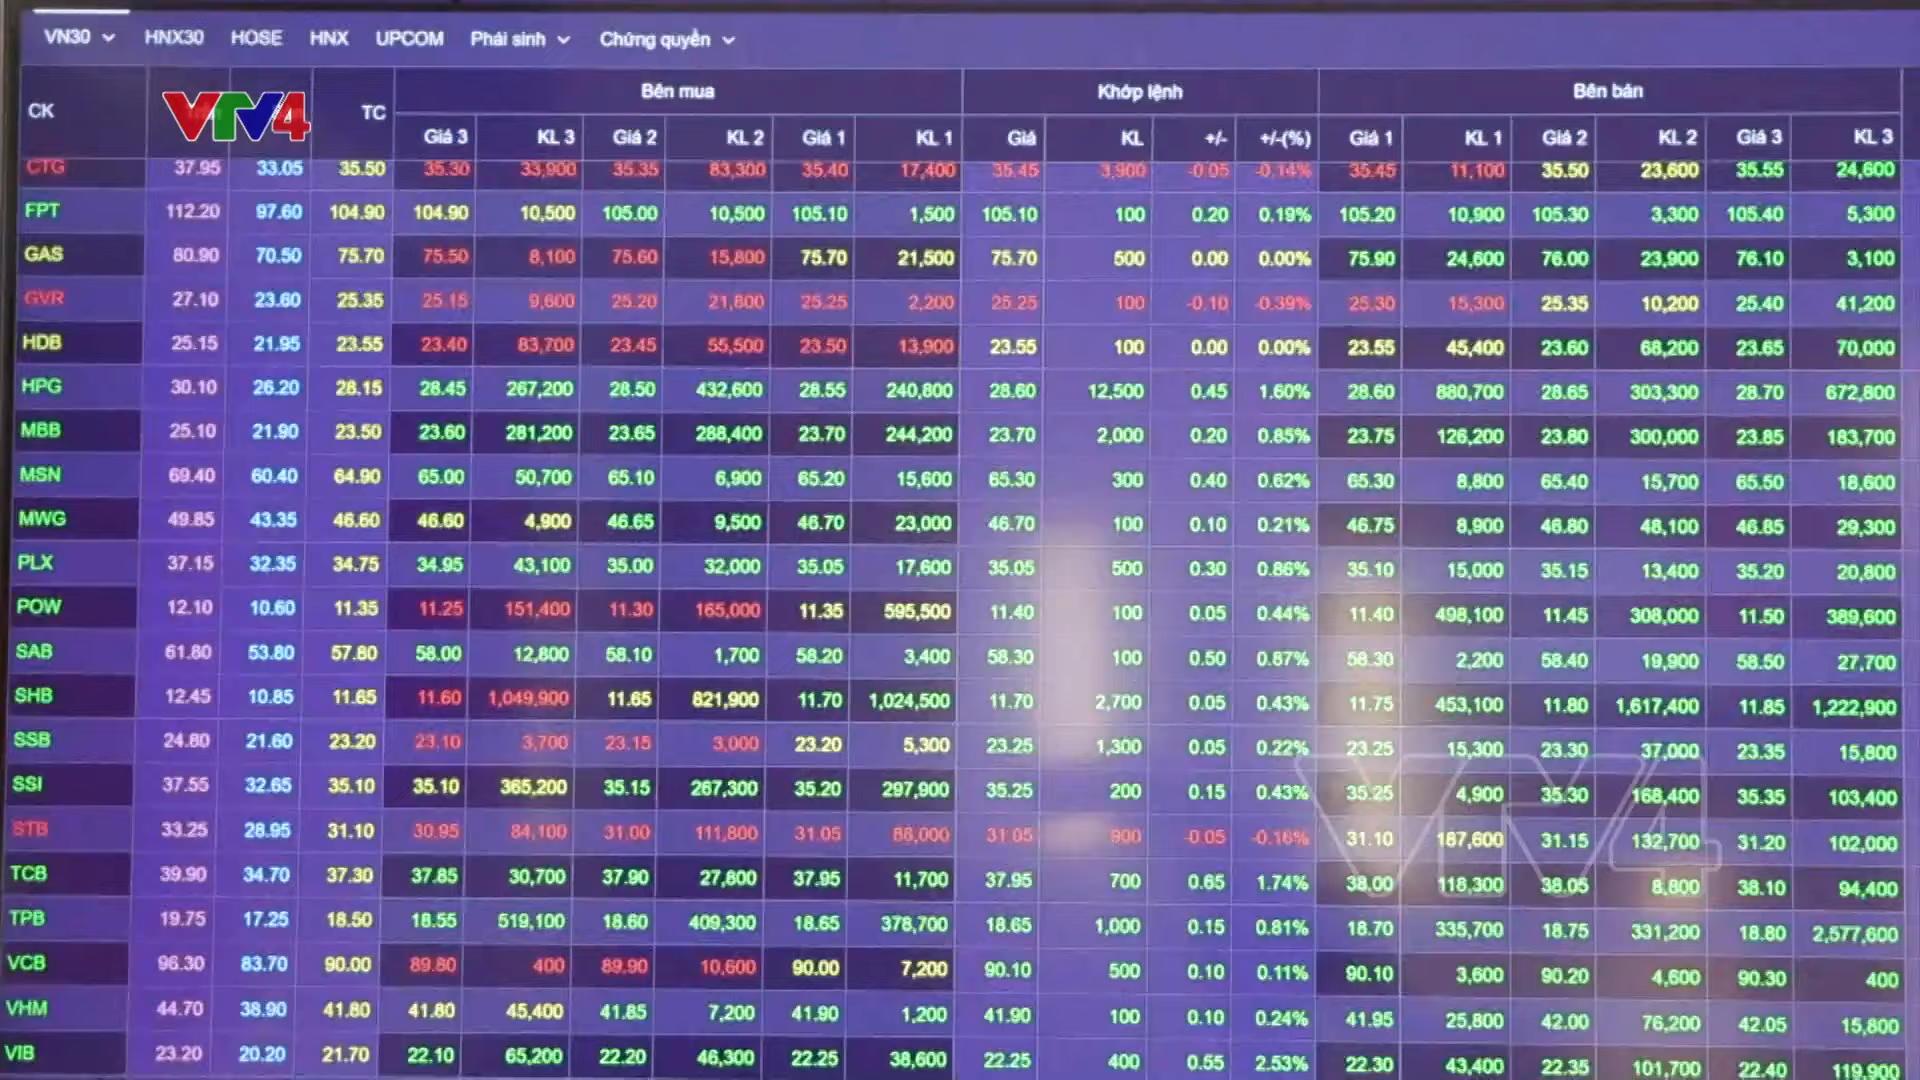 VN30 HNX30 HOSE HNX UPCOM Phái sinh Chứng quyền
VTV4
CK TC Bên mua Khớp lệnh Bên bán
Giá 3 KL 3 Giá 2 KL 2 Giá 1 KL 1 Giá KL +/- +/-(%) Giá 1 KL 1 Giá 2 KL 2 Giá 3 KL 3
CTG 37.95 33.05 35.50 35.30 33,900 35.35 83,300 35.40 17,400 35.45 3,900 -0.05 -0.14% 35.45 11,100 35.50 23,600 35.55 24,600
FPT 112.20 97.60 104.90 104.90 10,500 105.00 10,500 105.10 1,500 105.10 100 0.20 0.19% 105.20 10,900 105.30 3,300 105.40 5,300
GAS 80.90 70.50 75.70 75.50 8,100 75.60 15,800 75.70 21,500 75.70 500 0.00 0.00% 75.90 24,600 76.00 23,900 76.10 3,100
GVR 27.10 23.60 25.35 25.15 9,600 25.20 21,800 25.25 2,200 25.25 100 -0.10 -0.39% 25.30 15,300 25.35 10,200 25.40 41,200
HDB 25.15 21.95 23.55 23.40 83,700 23.45 55,500 23.50 13,900 23.55 100 0.00 0.00% 23.55 45,400 23.60 68,200 23.65 70,000
HPG 30.10 26.20 28.15 28.45 267,200 28.50 432,600 28.55 240,800 28.60 12,500 0.45 1.60% 28.60 880,700 28.65 303,300 28.70 672,800
MBB 25.10 21.90 23.50 23.60 281,200 23.65 288,400 23.70 244,200 23.70 2,000 0.20 0.85% 23.75 126,200 23.80 300,000 23.85 183,700
MSN 69.40 60.40 64.90 65.00 50,700 65.10 6,900 65.20 15,600 65.30 300 0.40 0.62% 65.30 8,800 65.40 15,700 65.50 18,600
MWG 49.85 43.35 46.60 46.60 4,900 46.65 9,500 46.70 23,000 46.70 100 0.10 0.21% 46.75 8,900 46.80 48,100 46.85 29,300
PLX 37.15 32.35 34.75 34.95 43,100 35.00 32,000 35.05 17,600 35.05 500 0.30 0.86% 35.10 15,000 35.15 13,400 35.20 20,800
POW 12.10 10.60 11.35 11.25 151,400 11.30 165,000 11.35 595,500 11.40 100 0.05 0.44% 11.40 498,100 11.45 308,000 11.50 389,600
SAB 61.80 53.80 57.80 58.00 12,800 58.10 1,700 58.20 3,400 58.30 100 0.50 0.87% 58.30 2,200 58.40 19,900 58.50 27,700
SHB 12.45 10.85 11.65 11.60 1,049,900 11.65 821,900 11.70 1,024,500 11.70 2,700 0.05 0.43% 11.75 453,100 11.80 1,617,400 11.85 1,222,900
SSB 24.80 21.60 23.20 23.10 3,700 23.15 3,000 23.20 5,300 23.25 1,300 0.05 0.22% 23.25 15,300 23.30 37,000 23.35 15,800
SSI 37.55 32.65 35.10 35.10 365,200 35.15 267,300 35.20 297,900 35.25 200 0.15 0.43% 35.25 4,900 35.30 168,400 35.35 103,400
STB 33.25 28.95 31.10 30.95 84,100 31.00 111,800 31.05 88,000 31.05 900 -0.05 -0.16% 31.10 187,600 31.15 132,700 31.20 102,000
TCB 39.90 34.70 37.30 37.85 30,700 37.90 27,800 37.95 11,700 37.95 700 0.65 1.74% 38.00 118,300 38.05 8,800 38.10 94,400
TPB 19.75 17.25 18.50 18.55 519,100 18.60 409,300 18.65 378,700 18.65 1,000 0.15 0.81% 18.70 335,700 18.75 331,200 18.80 2,577,600
VCB 96.30 83.70 90.00 89.80 400 89.90 10,600 90.00 7,200 90.10 500 0.10 0.11% 90.10 3,600 90.20 4,600 90.30 400
VHM 44.70 38.90 41.80 41.80 45,400 41.85 7,200 41.90 1,200 41.90 100 0.10 0.24% 41.95 25,800 42.00 76,200 42.05 15,800
VIB 23.20 20.20 21.70 22.10 65,200 22.20 46,300 22.25 38,600 22.25 400 0.55 2.53% 22.30 43,400 22.35 101,700 22.40 119,900
VTV4